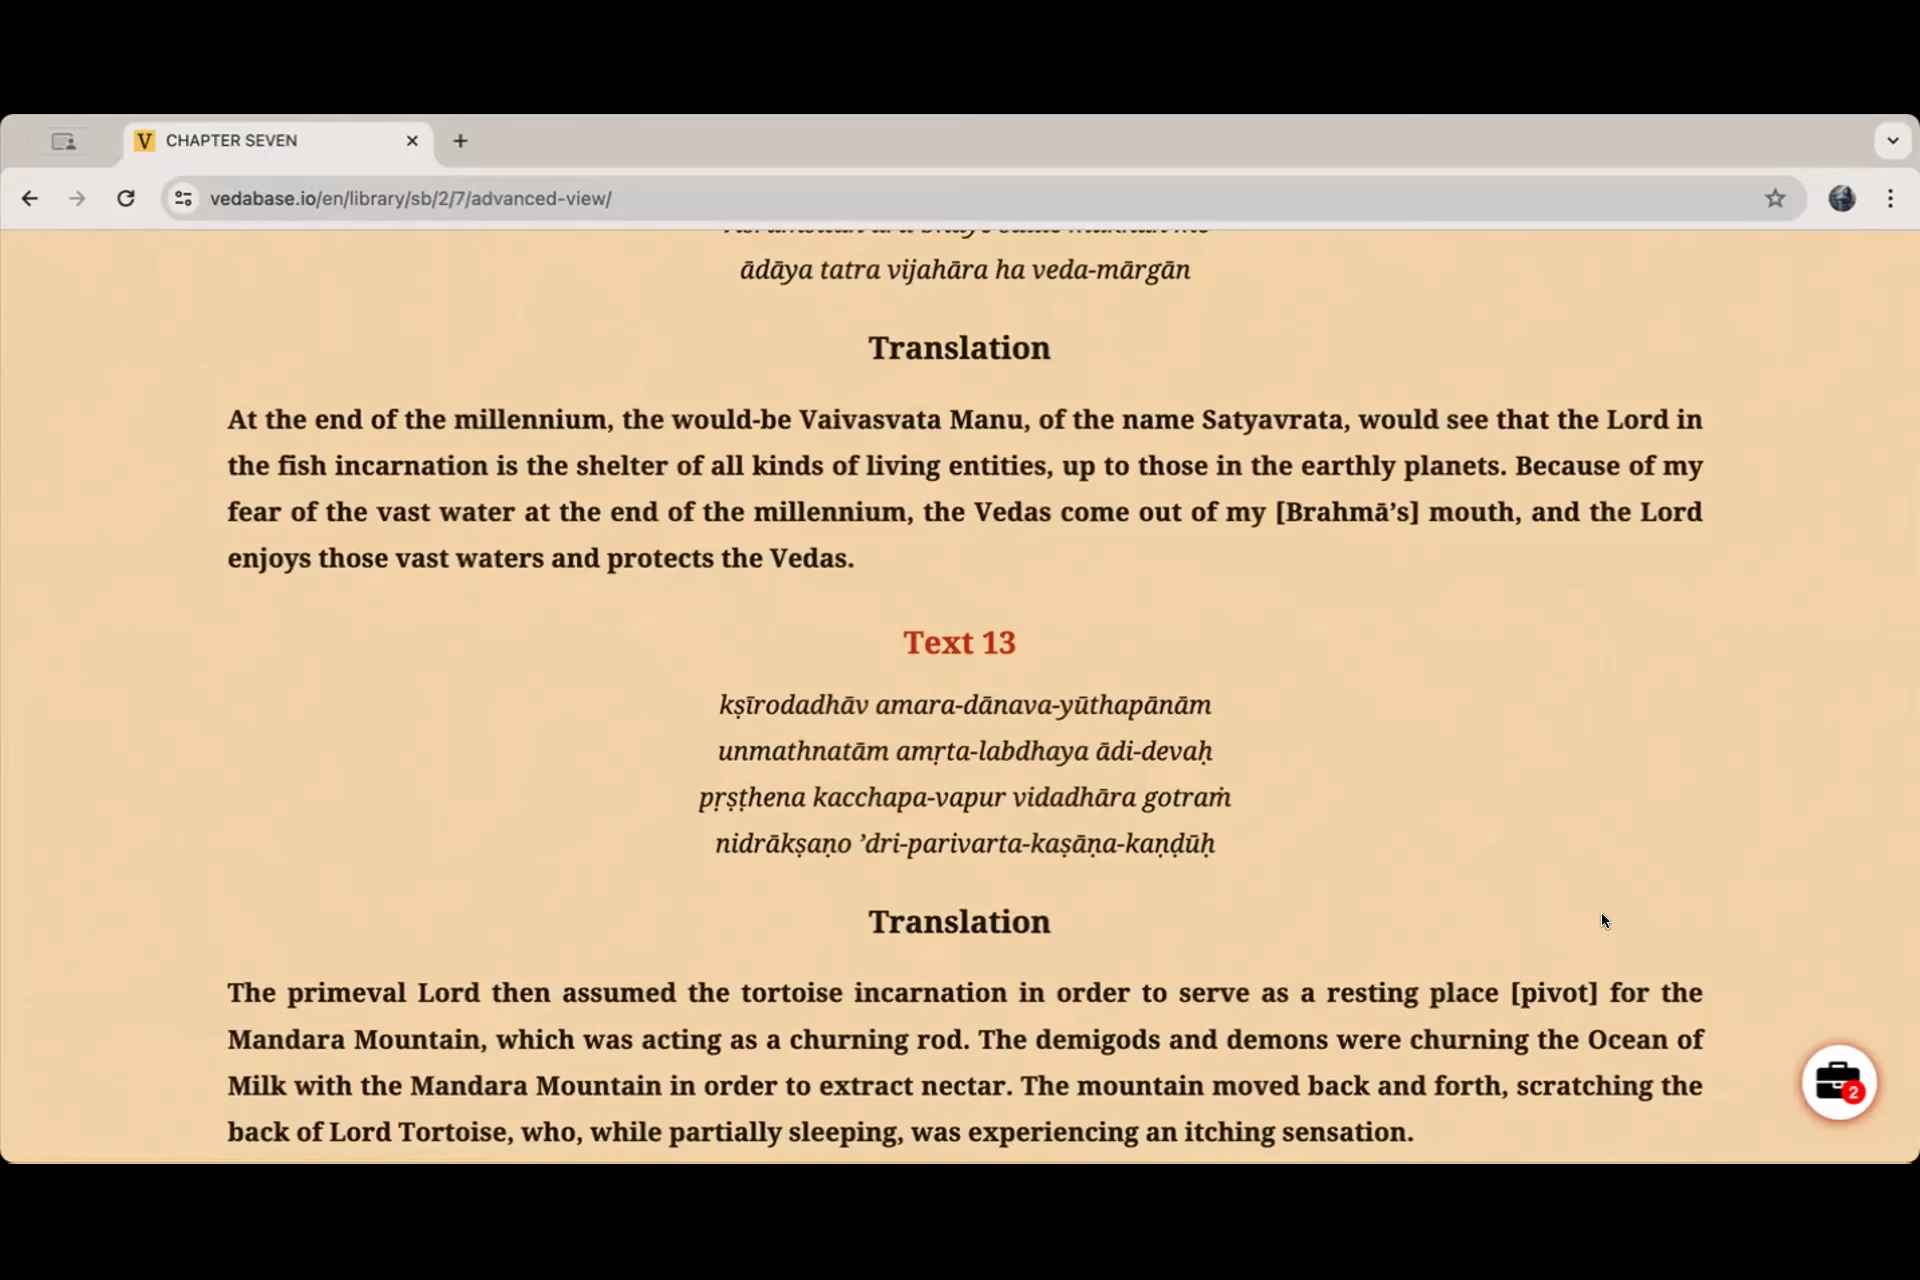 CHAPTER SEVEN
vedabase.io/en/library/sb/2/7/advanced-view/
ādāya tatra vijahāra ha veda-mārgān
Translation
At the end of the millennium, the would-be Vaivasvata Manu, of the name Satyavrata, would see that the Lord in
the fish incarnation is the shelter of all kinds of living entities, up to those in the earthly planets. Because of my
fear of the vast water at the end of the millennium, the Vedas come out of my [Brahmā’s] mouth, and the Lord
enjoys those vast waters and protects the Vedas.
Text 13
kṣīrodadhāv amara-dānava-yūthapānām
unmathnatām amṛta-labdhaya ādi-devaḥ
pṛṣṭhena kacchapa-vapur vidadhāra gotraṁ
nidrākṣaṇo ’dri-parivarta-kaṣāṇa-kaṇḍūḥ
Translation
The primeval Lord then assumed the tortoise incarnation in order to serve as a resting place [pivot] for the
Mandara Mountain, which was acting as a churning rod. The demigods and demons were churning the Ocean of
Milk with the Mandara Mountain in order to extract nectar. The mountain moved back and forth, scratching the
back of Lord Tortoise, who, while partially sleeping, was experiencing an itching sensation.
2